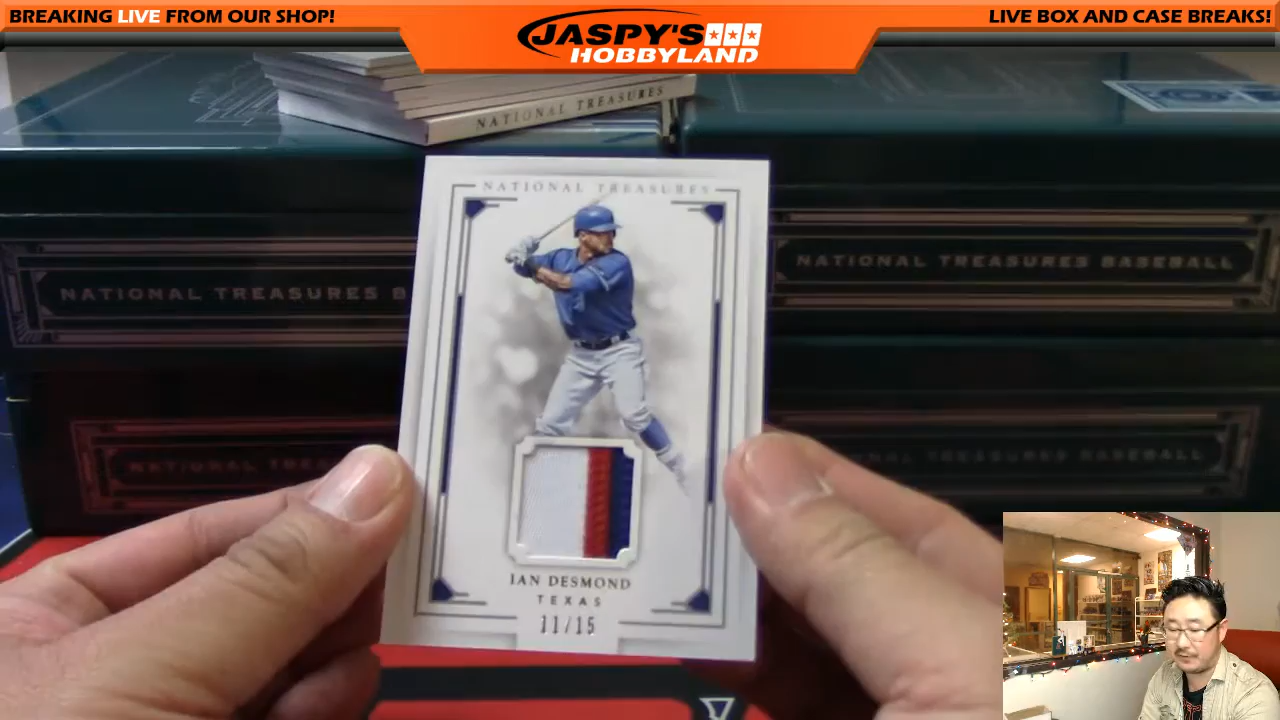 BREAKING LIVE FROM OUR SHOP!
JASPY'S
HOBBYLAND
LIVE BOX AND CASE BREAKS!
NATIONAL TREASURES
NATIONAL TREASURES
NATIONAL TREASURES B
NATIONAL TREASURES BASEBALL
NATIONAL TREA
BASEBALL
IAN DESMOND
TEXAS
11/15